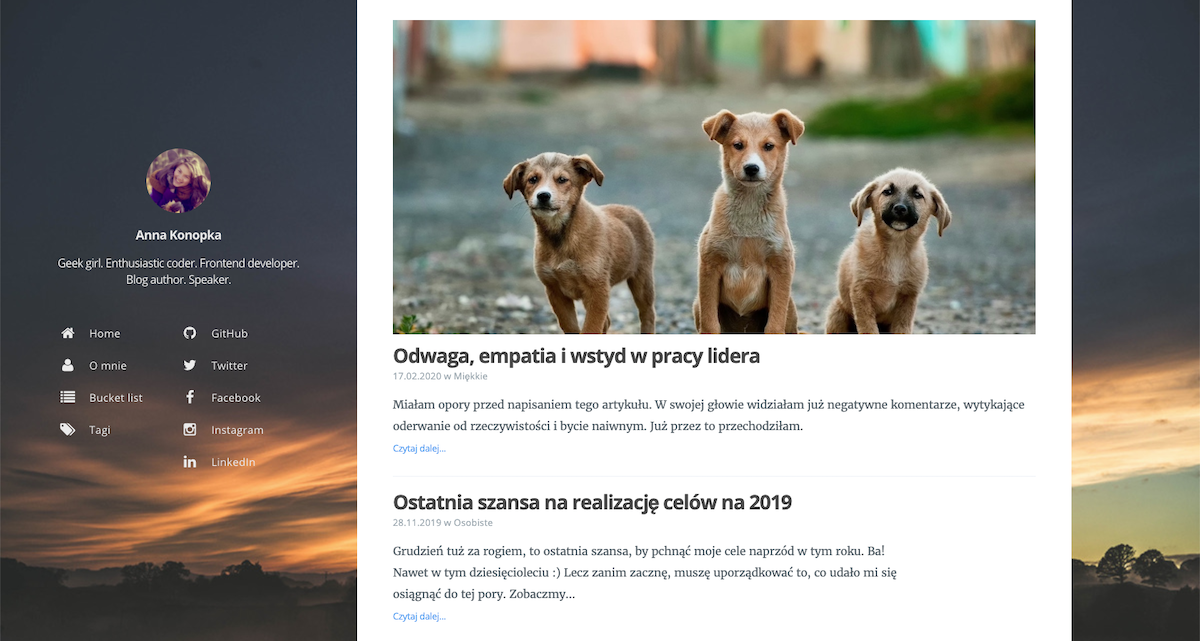 Anna Konopka
Geek girl. Enthusiastic coder. Frontend developer.
Blog author. Speaker.
Home
O mnie
Bucket list
Tagi
GitHub
Twitter
Facebook
Instagram
LinkedIn
Odwaga, empatia i wstyd w pracy lidera
17.02.2020 w Miękkie
Miałam opory przed napisaniem tego artykułu. W swojej głowie widziałam już negatywne komentarze, wytykające
oderwanie od rzeczywistości i bycie naiwnym. Już przez to przechodziłam.
Czytaj dalej...
Ostatnia szansa na realizację celów na 2019
28.11.2019 w Osobiste
Grudzień tuż za rogiem, to ostatnia szansa, by pchnąć moje cele naprzód w tym roku. Ba!
Nawet w tym dziesięcioleciu :) Lecz zanim zacznę, muszę uporządkować to, co udało mi się
osiągnąć do tej pory. Zobaczmy...
Czytaj dalej...